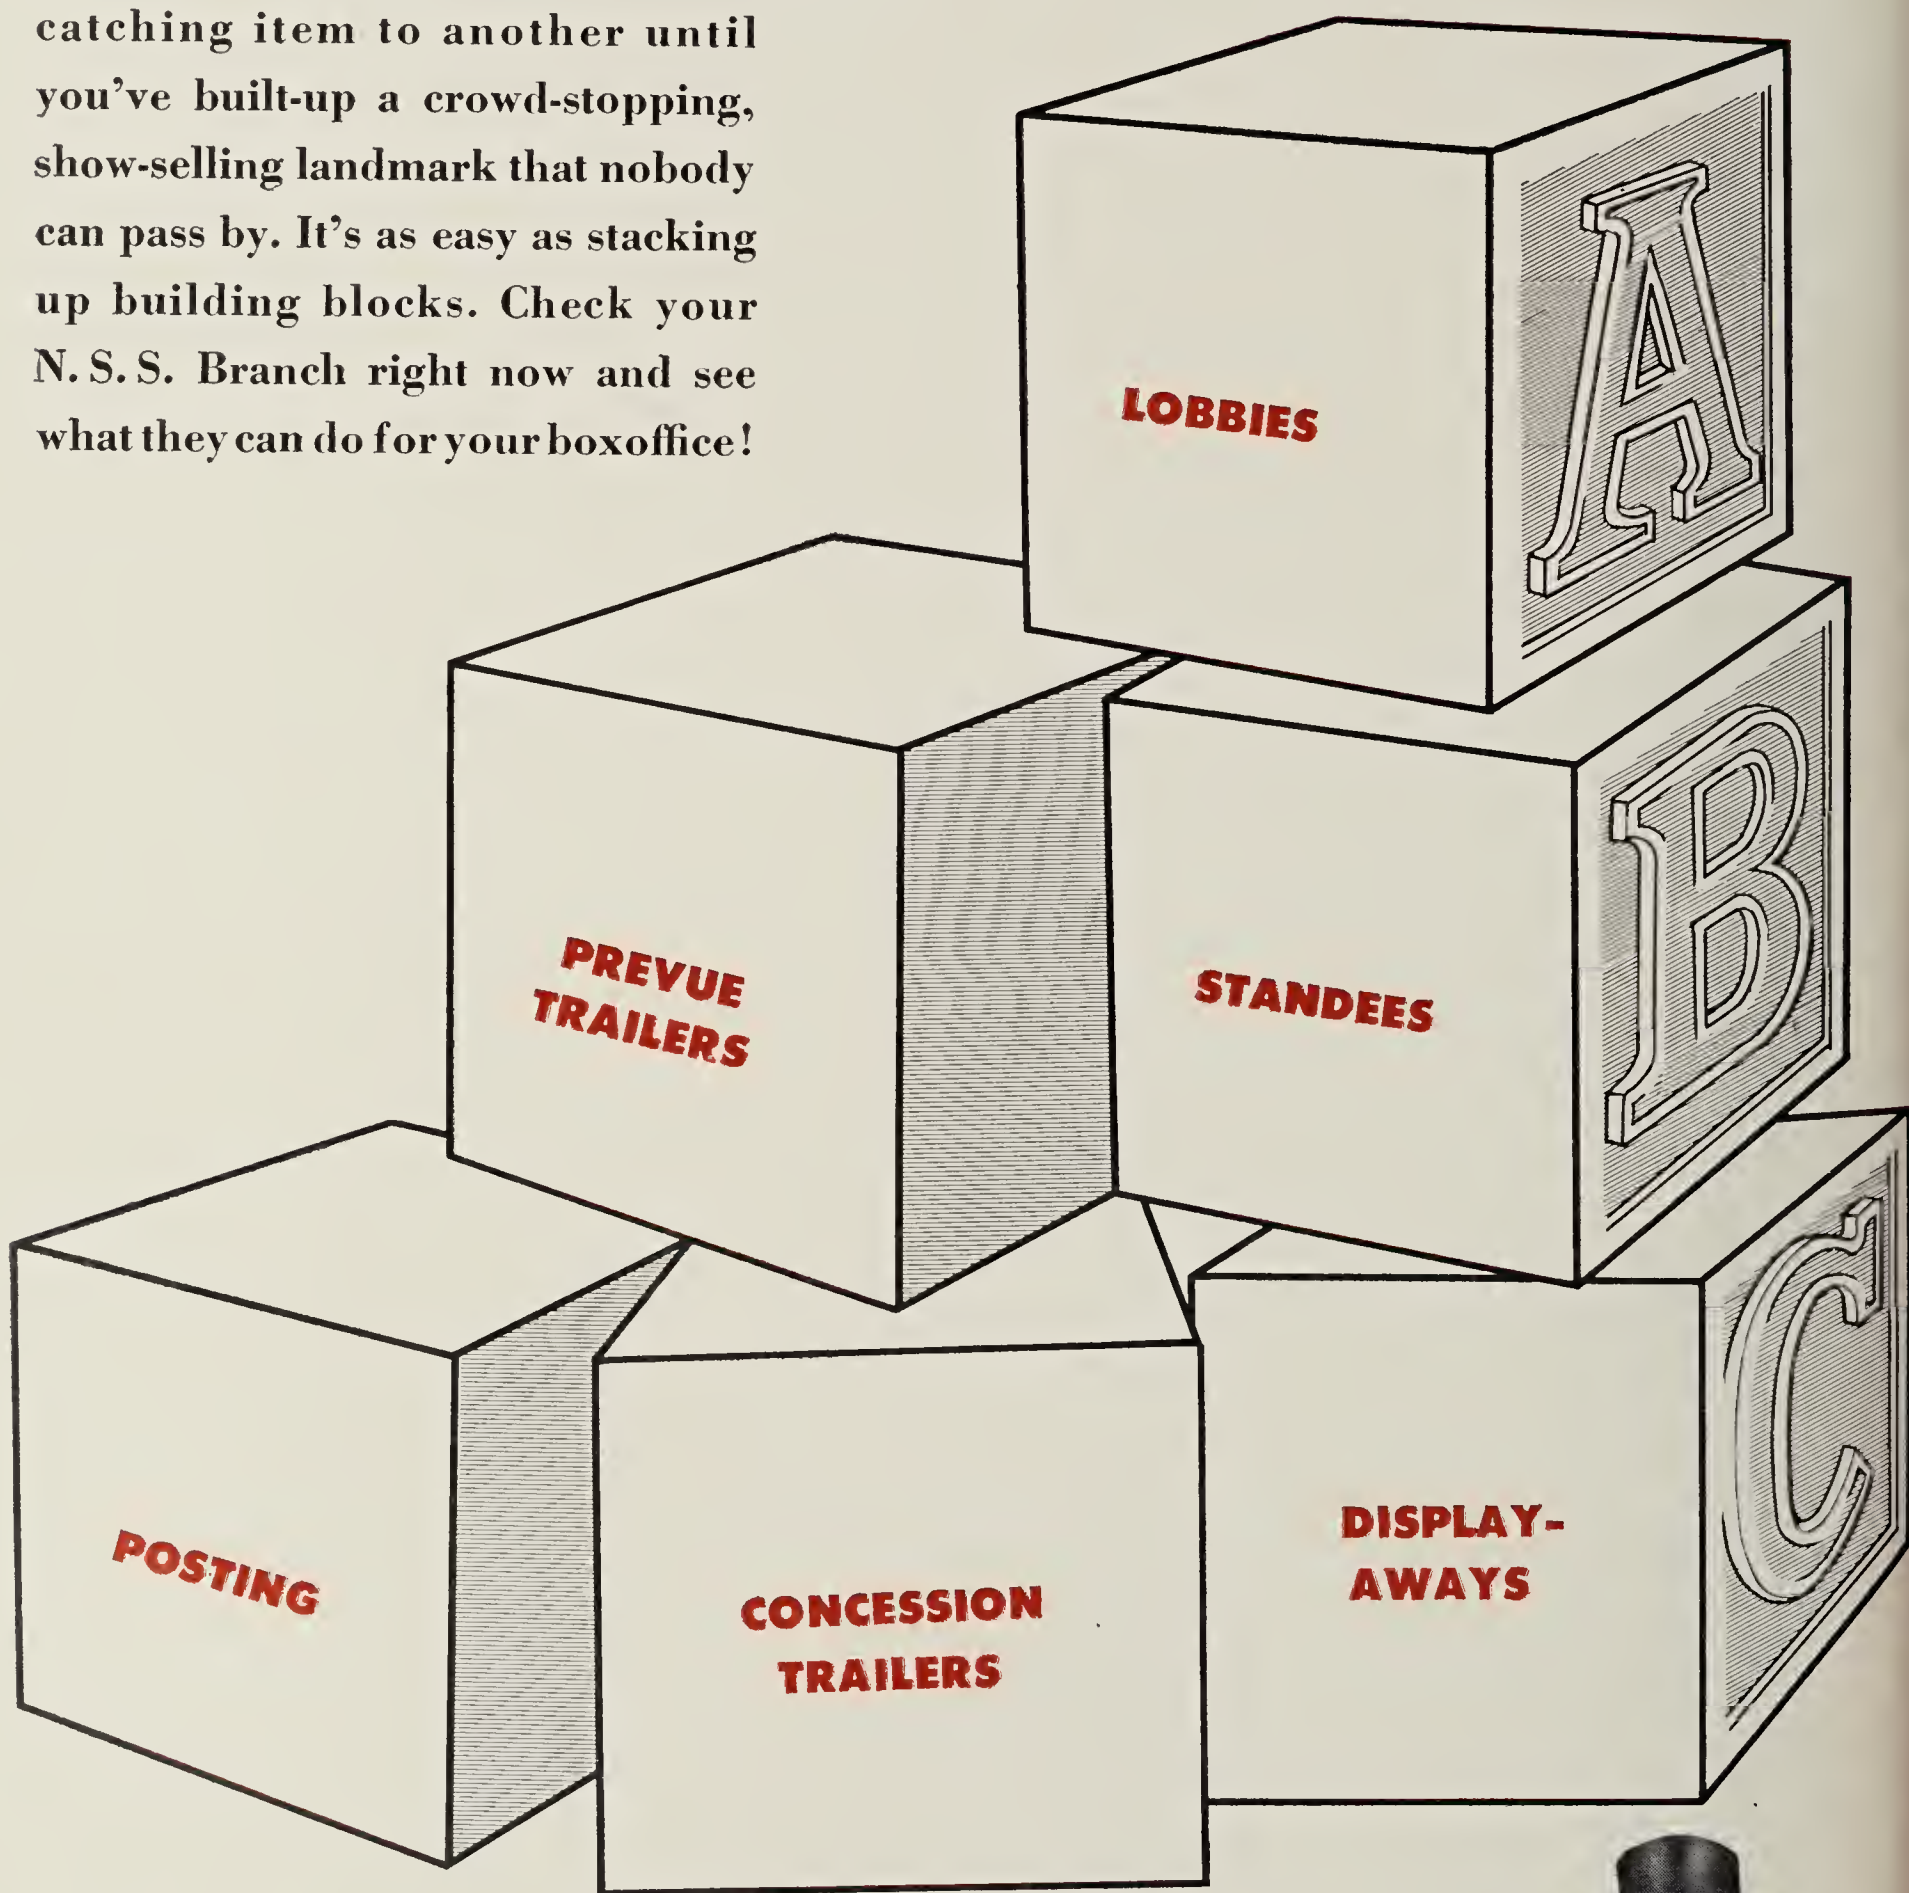 catching item to another until
you've built-up a crowd-stopping,
show-selling landmark that nobody
can pass by. It's as easy as stacking
up building blocks. Check your
N. S. S. Branch right now and see
what they can do for your boxoffice!
LOBBIES
A
PREVUE
TRAILERS
STANDEES
B
POSTING
CONCESSION
TRAILERS
DISPLAY-
AWAYS
C